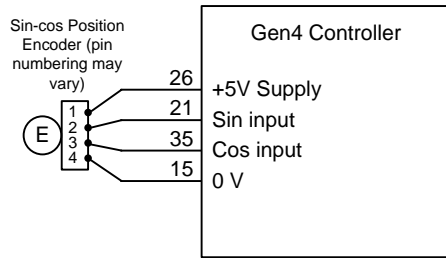 Sin-cos Position
Encoder (pin
numbering may
vary)
Gen4 Controller
E
1
2
3
4
26
+5V Supply
21
Sin input
35
Cos input
15
0 V